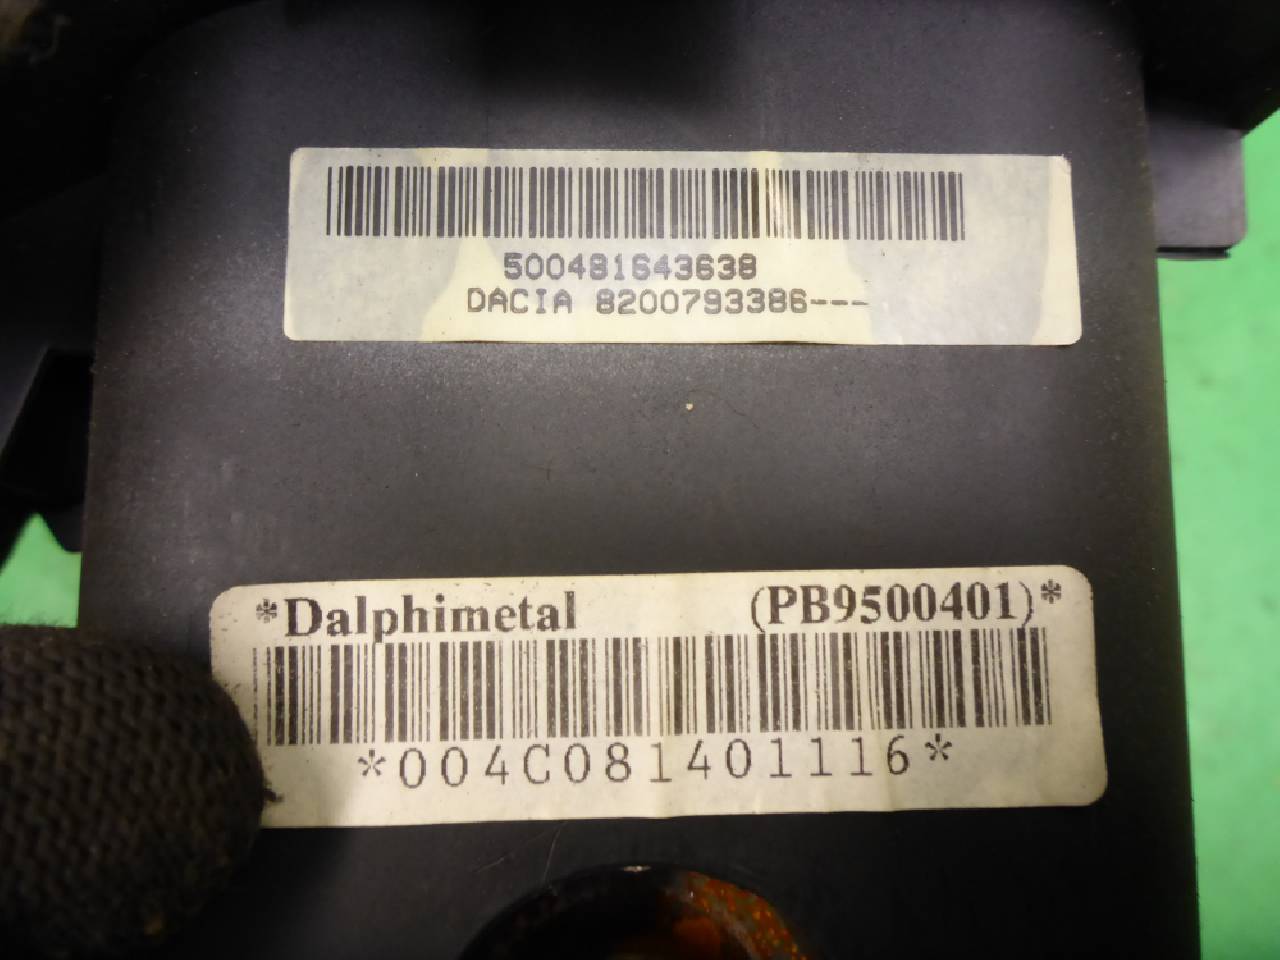 500481643638
DACIA 8200793386---
*Dalphimetal (PB9500401)*
*004C081401116*